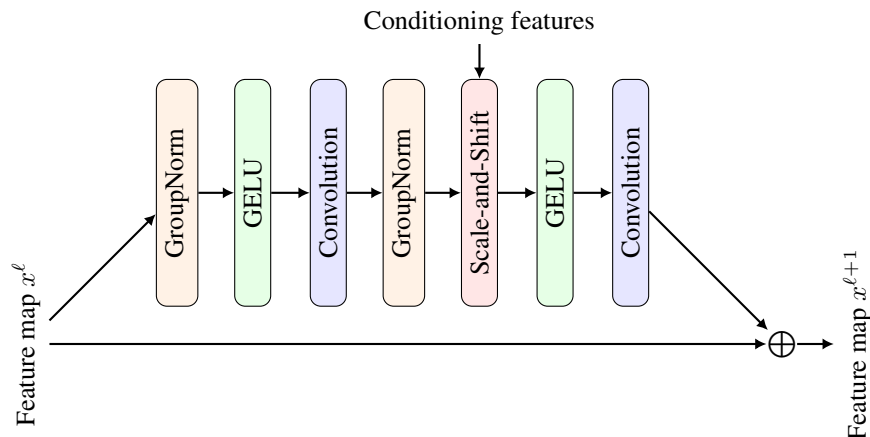 Conditioning features
Feature map x^ℓ
GroupNorm
GELU
Convolution
GroupNorm
Scale-and-Shift
GELU
Convolution
⊕
Feature map x^{ℓ+1}